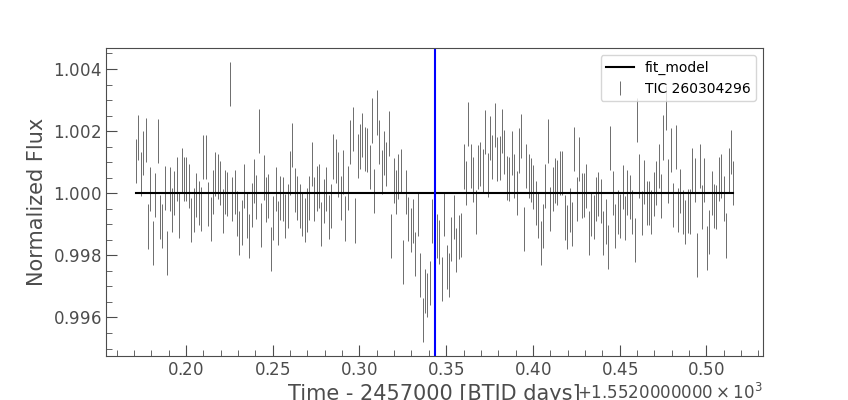 1.004
1.002
1.000
0.998
0.996
Normalized Flux
fit_model
TIC 260304296
0.20 0.25 0.30 0.35 0.40 0.45 0.50
Time - 2457000 [BTJD days]
+1.5520000000 × 10³